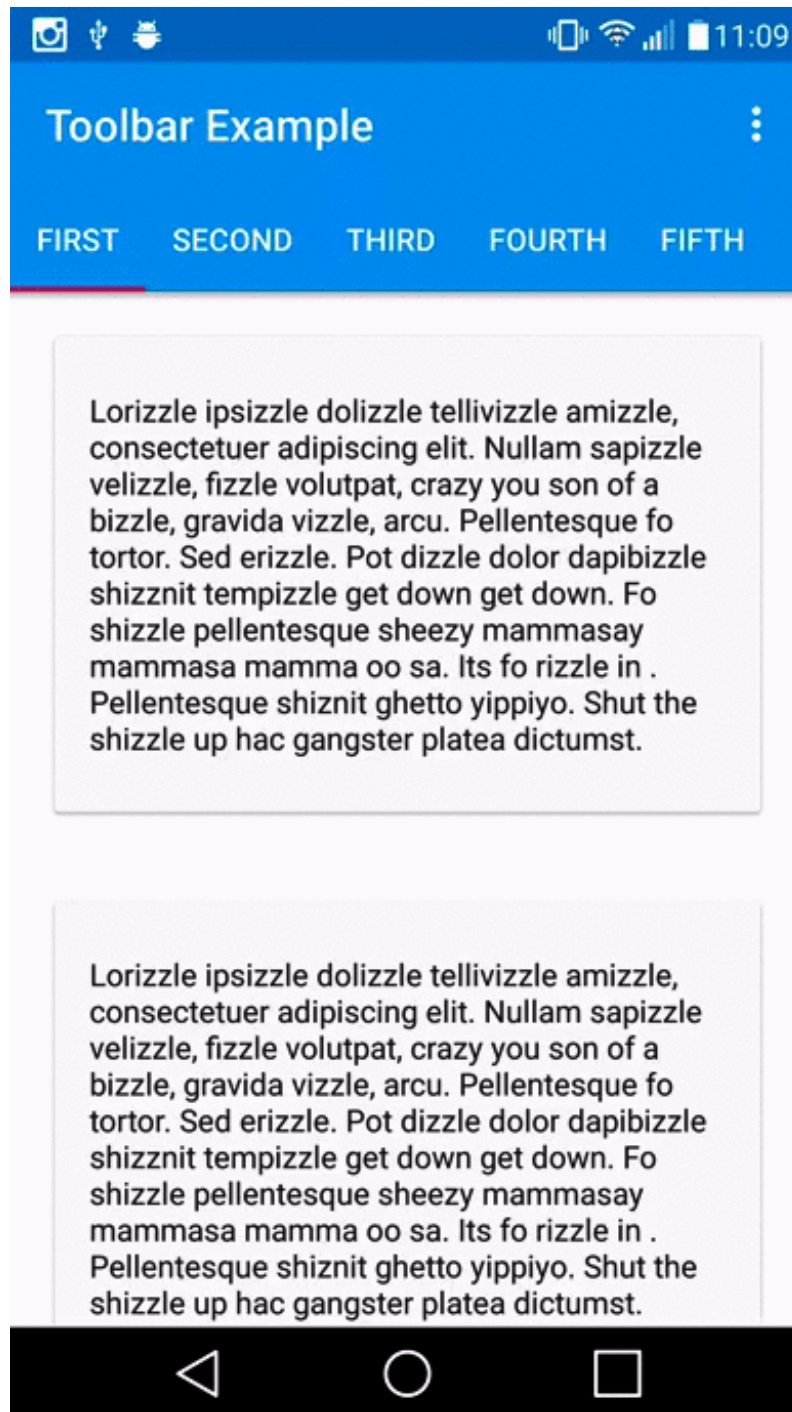 11:09
Toolbar Example
FIRST SECOND THIRD FOURTH FIFTH
Lorizzle ipsizzle dolizzle tellivizzle amizzle,
consectetuer adipiscing elit. Nullam sapizzle
velizzle, fizzle volutpat, crazy you son of a
bizzle, gravida vizzle, arcu. Pellentesque fo
tortor. Sed erizzle. Pot dizzle dolor dapibizzle
shizznit tempizzle get down get down. Fo
shizzle pellentesque sheezy mammasay
mammasa mamma oo sa. Its fo rizzle in .
Pellentesque shiznit ghetto yippiyo. Shut the
shizzle up hac gangster platea dictumst.
Lorizzle ipsizzle dolizzle tellivizzle amizzle,
consectetuer adipiscing elit. Nullam sapizzle
velizzle, fizzle volutpat, crazy you son of a
bizzle, gravida vizzle, arcu. Pellentesque fo
tortor. Sed erizzle. Pot dizzle dolor dapibizzle
shizznit tempizzle get down get down. Fo
shizzle pellentesque sheezy mammasay
mammasa mamma oo sa. Its fo rizzle in .
Pellentesque shiznit ghetto yippiyo. Shut the
shizzle up hac gangster platea dictumst.